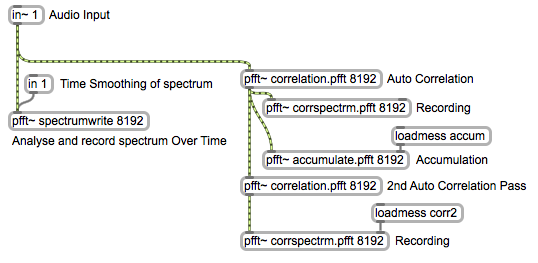 in~ 1 Audio Input
in 1 Time Smoothing of spectrum
pfft~ correlation.pfft 8192 Auto Correlation
pfft~ corrspectrm.pfft 8192 Recording
pfft~ spectrumwrite 8192
loadmess accum
Analyse and record spectrum Over Time
pfft~ accumulate.pfft 8192 Accumulation
pfft~ correlation.pfft 8192 2nd Auto Correlation Pass
loadmess corr2
pfft~ corrspectrm.pfft 8192 Recording